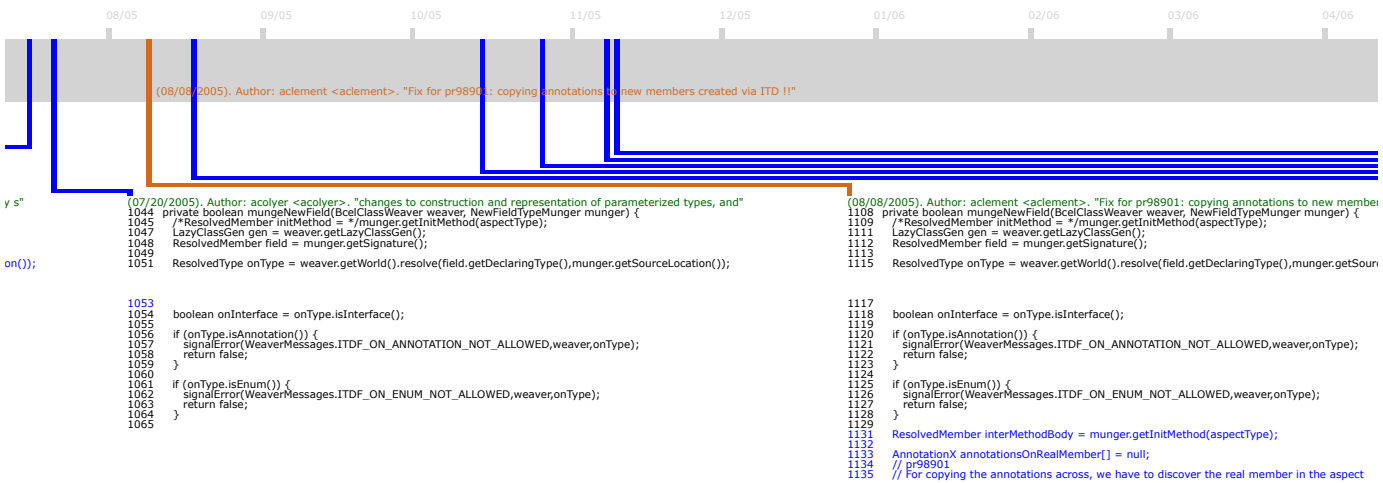 08/05 09/05 10/05 11/05 12/05 01/06 02/06 03/06 04/06
(08/08/2005). Author: aclement <aclement>. "Fix for pr98901: copying annotations to new members created via ITD !!"
y s"
on());
(07/20/2005). Author: acolyer <acolyer>. "changes to construction and representation of parameterized types, and"
1044 private boolean mungeNewField(BcelClassWeaver weaver, NewFieldTypeMunger munger) {
1045 /*ResolvedMember initMethod = */munger.getInitMethod(aspectType);
1047 LazyClassGen gen = weaver.getLazyClassGen();
1048 ResolvedMember field = munger.getSignature();
1049
1051 ResolvedType onType = weaver.getWorld().resolve(field.getDeclaringType(),munger.getSourceLocation());
1053
1054 boolean onInterface = onType.isInterface();
1055
1056 if (onType.isAnnotation()) {
1057 signalError(WeaverMessages.ITDF_ON_ANNOTATION_NOT_ALLOWED,weaver,onType);
1058 return false;
1059 }
1060
1061 if (onType.isEnum()) {
1062 signalError(WeaverMessages.ITDF_ON_ENUM_NOT_ALLOWED,weaver,onType);
1063 return false;
1064 }
1065
(08/08/2005). Author: aclement <aclement>. "Fix for pr98901: copying annotations to new member
1108 private boolean mungeNewField(BcelClassWeaver weaver, NewFieldTypeMunger munger) {
1109 /*ResolvedMember initMethod = */munger.getInitMethod(aspectType);
1111 LazyClassGen gen = weaver.getLazyClassGen();
1112 ResolvedMember field = munger.getSignature();
1113
1115 ResolvedType onType = weaver.getWorld().resolve(field.getDeclaringType(),munger.getSour
1117
1118 boolean onInterface = onType.isInterface();
1119
1120 if (onType.isAnnotation()) {
1121 signalError(WeaverMessages.ITDF_ON_ANNOTATION_NOT_ALLOWED,weaver,onType);
1122 return false;
1123 }
1124
1125 if (onType.isEnum()) {
1126 signalError(WeaverMessages.ITDF_ON_ENUM_NOT_ALLOWED,weaver,onType);
1127 return false;
1128 }
1129
1131 ResolvedMember interMethodBody = munger.getInitMethod(aspectType);
1132
1133 AnnotationX annotationsOnRealMember[] = null;
1134 // pr98901
1135 // For copying the annotations across, we have to discover the real member in the aspect